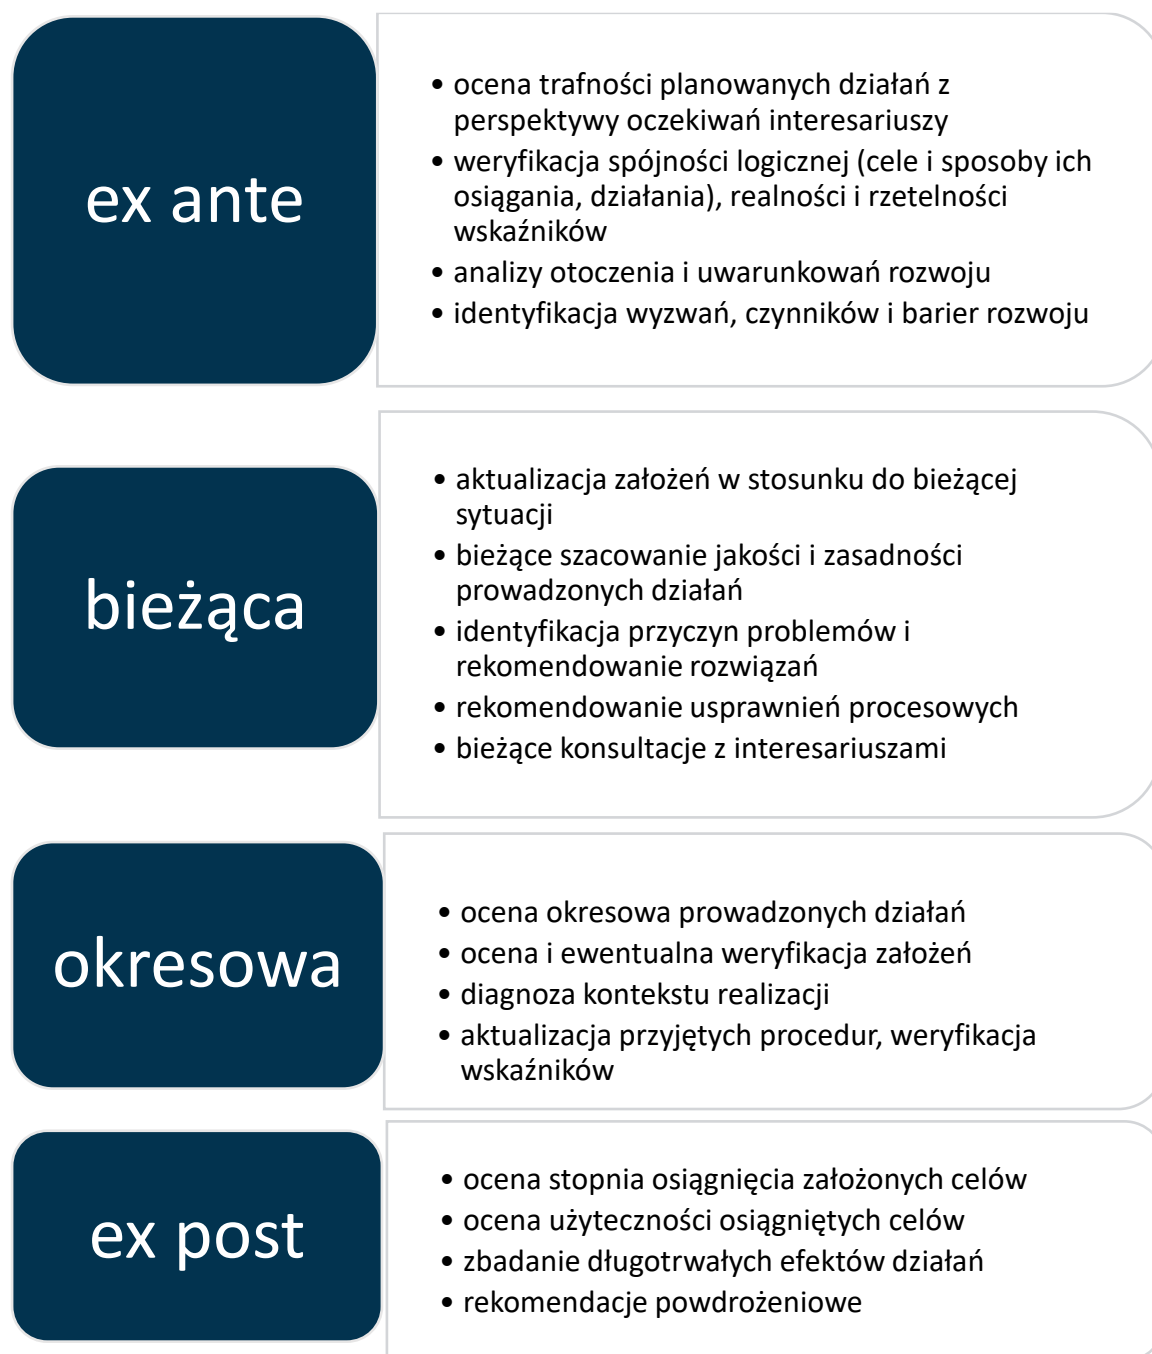 ex ante
• ocena trafności planowanych działań z
perspektywy oczekiwań interesariuszy
• weryfikacja spójności logicznej (cele i sposoby ich
osiągania, działania), realności i rzetelności
wskaźników
• analizy otoczenia i uwarunkowań rozwoju
• identyfikacja wyzwań, czynników i barier rozwoju
bieżąca
• aktualizacja założeń w stosunku do bieżącej
sytuacji
• bieżące szacowanie jakości i zasadności
prowadzonych działań
• identyfikacja przyczyn problemów i
rekomendowanie rozwiązań
• rekomendowanie usprawnień procesowych
• bieżące konsultacje z interesariuszami
okresowa
• ocena okresowa prowadzonych działań
• ocena i ewentualna weryfikacja założeń
• diagnoza kontekstu realizacji
• aktualizacja przyjętych procedur, weryfikacja
wskaźników
ex post
• ocena stopnia osiągnięcia założonych celów
• ocena użyteczności osiągniętych celów
• zbadanie długotrwałych efektów działań
• rekomendacje powdrożeniowe